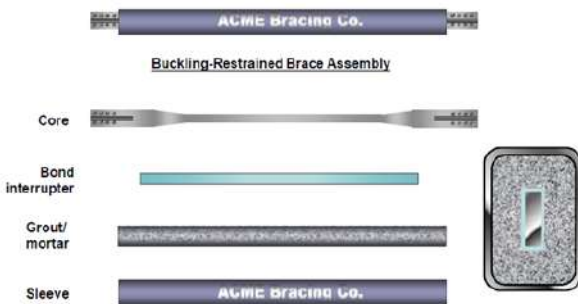 ACME Bracing Co.
Buckling-Restrained Brace Assembly
Core
Bond
interrupter
Grout/
mortar
Sleeve
ACME Bracing Co.